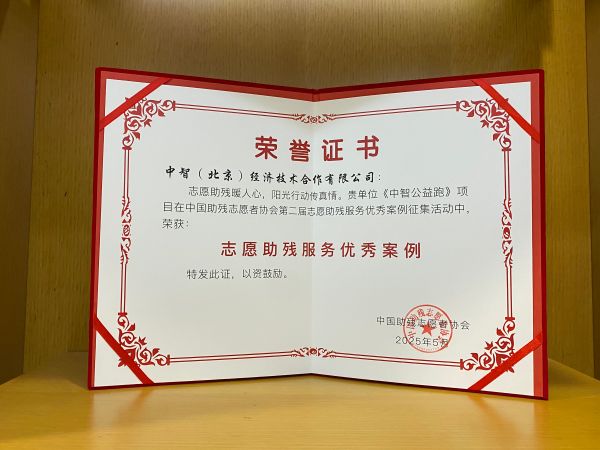 荣誉证书
中智（北京）经济技术合作有限公司：
志愿助残暖人心，阳光行动传真情。贵单位《中智公益跑》项
目在中国助残志愿者协会第二届志愿助残服务优秀案例征集活动中，
荣获：
志愿助残服务优秀案例
特发此证，以资鼓励。
中国助残志愿者协会
2025年5月